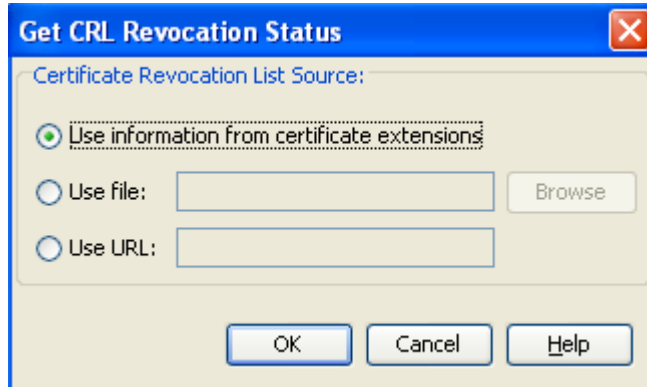 Get CRL Revocation Status
Certificate Revocation List Source:
Use information from certificate extensions
Use file:
Browse
Use URL:
OK
Cancel
Help